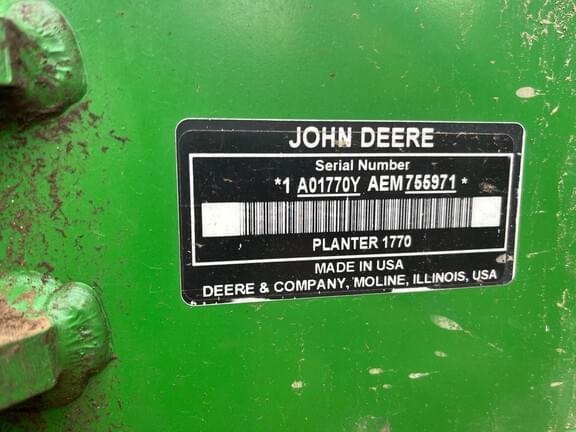 JOHN DEERE
Serial Number
*1 A01770Y AEM755971 *
PLANTER 1770
MADE IN USA
DEERE & COMPANY, MOLINE, ILLINOIS, USA